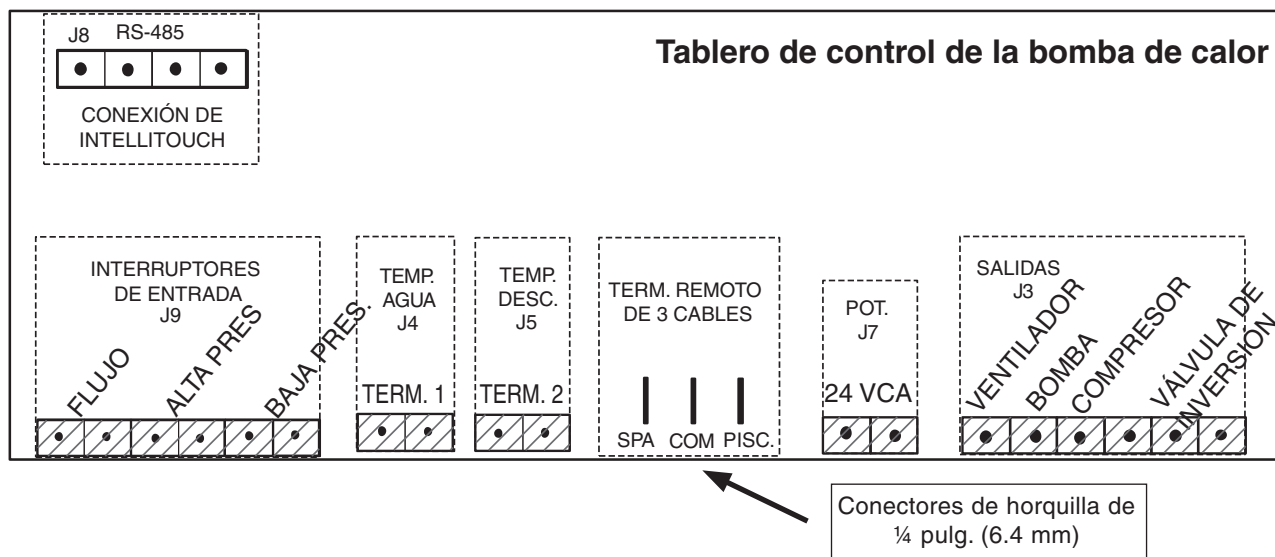 J8 RS-485
CONEXIÓN DE
INTELLITOUCH
Tablero de control de la bomba de calor
INTERRUPTORES
DE ENTRADA
J9
FLUJO
ALTA PRES
BAJA PRES.
TEMP.
AGUA
J4
TERM. 1
TEMP.
DESC.
J5
TERM. 2
TERM. REMOTO
DE 3 CABLES
SPA COM PISC.
POT.
J7
24 VCA
SALIDAS
J3
VENTILADOR
BOMBA
COMPRESOR
VÁLVULA DE
INVERSIÓN
Conectores de horquilla de
¼ pulg. (6.4 mm)